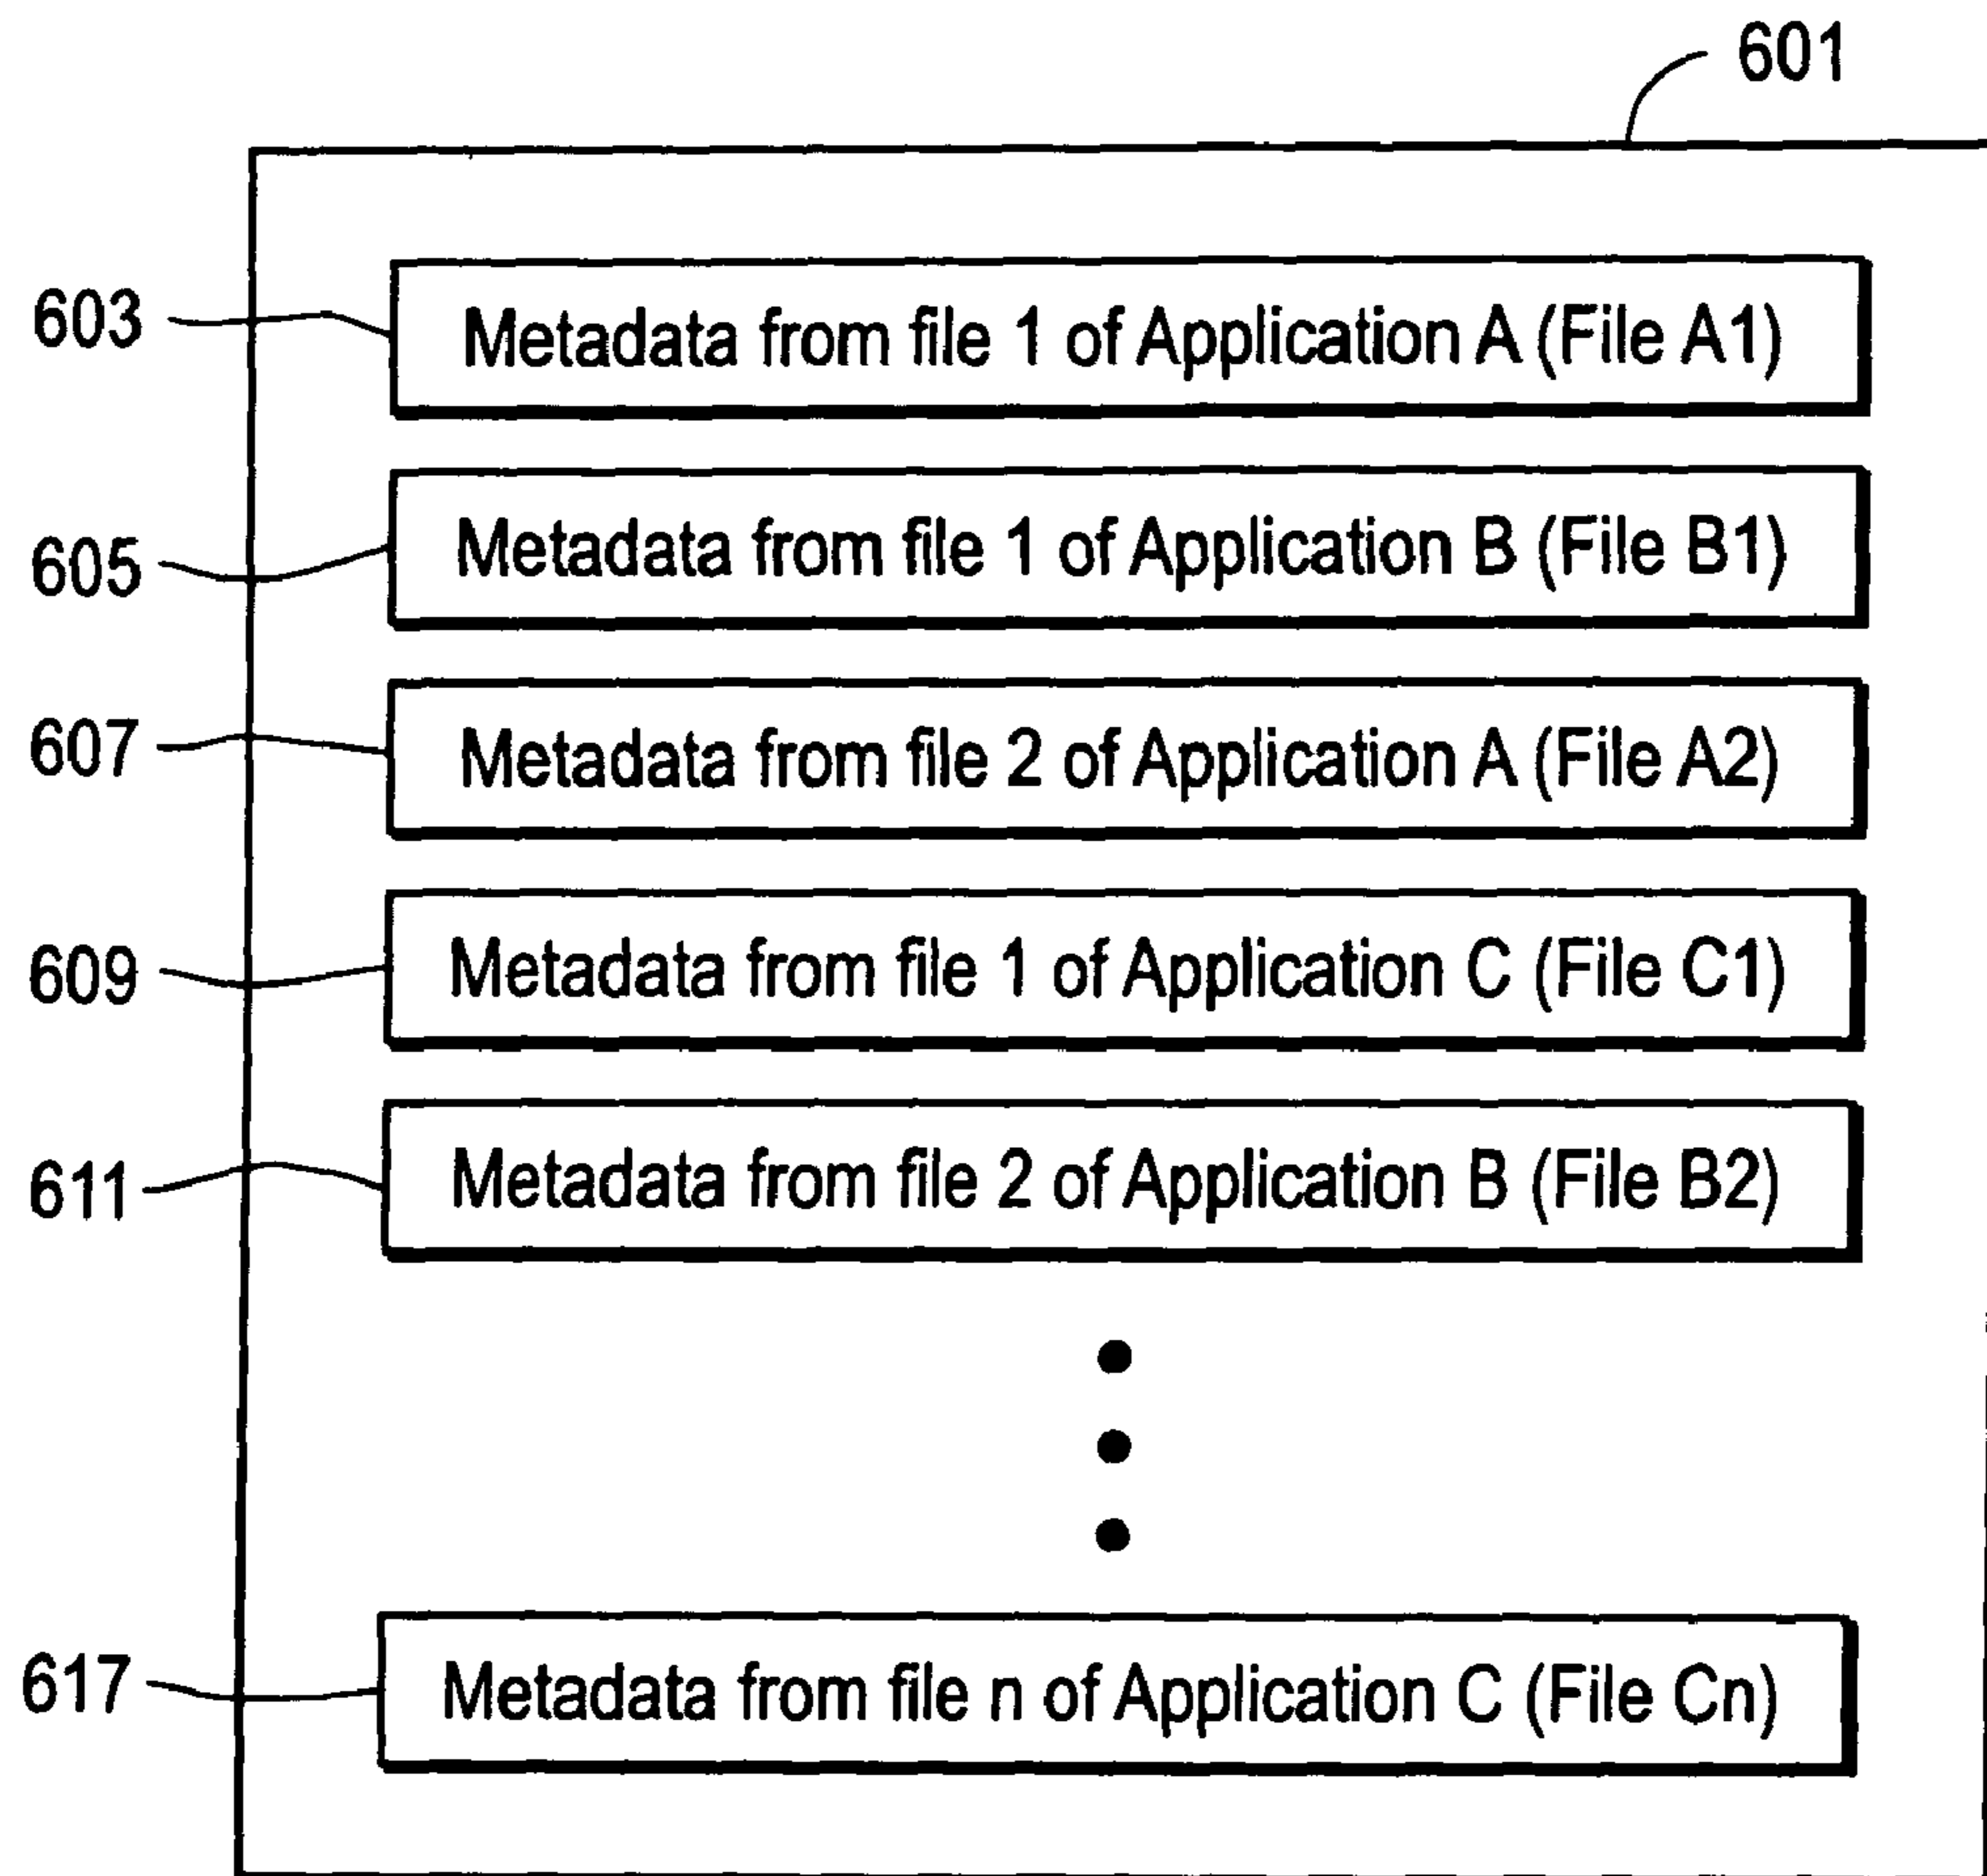 601
603 Metadata from file 1 of Application A (File A1)
605 Metadata from file 1 of Application B (File B1)
607 Metadata from file 2 of Application A (File A2)
609 Metadata from file 1 of Application C (File C1)
611 Metadata from file 2 of Application B (File B2)
617 Metadata from file n of Application C (File Cn)